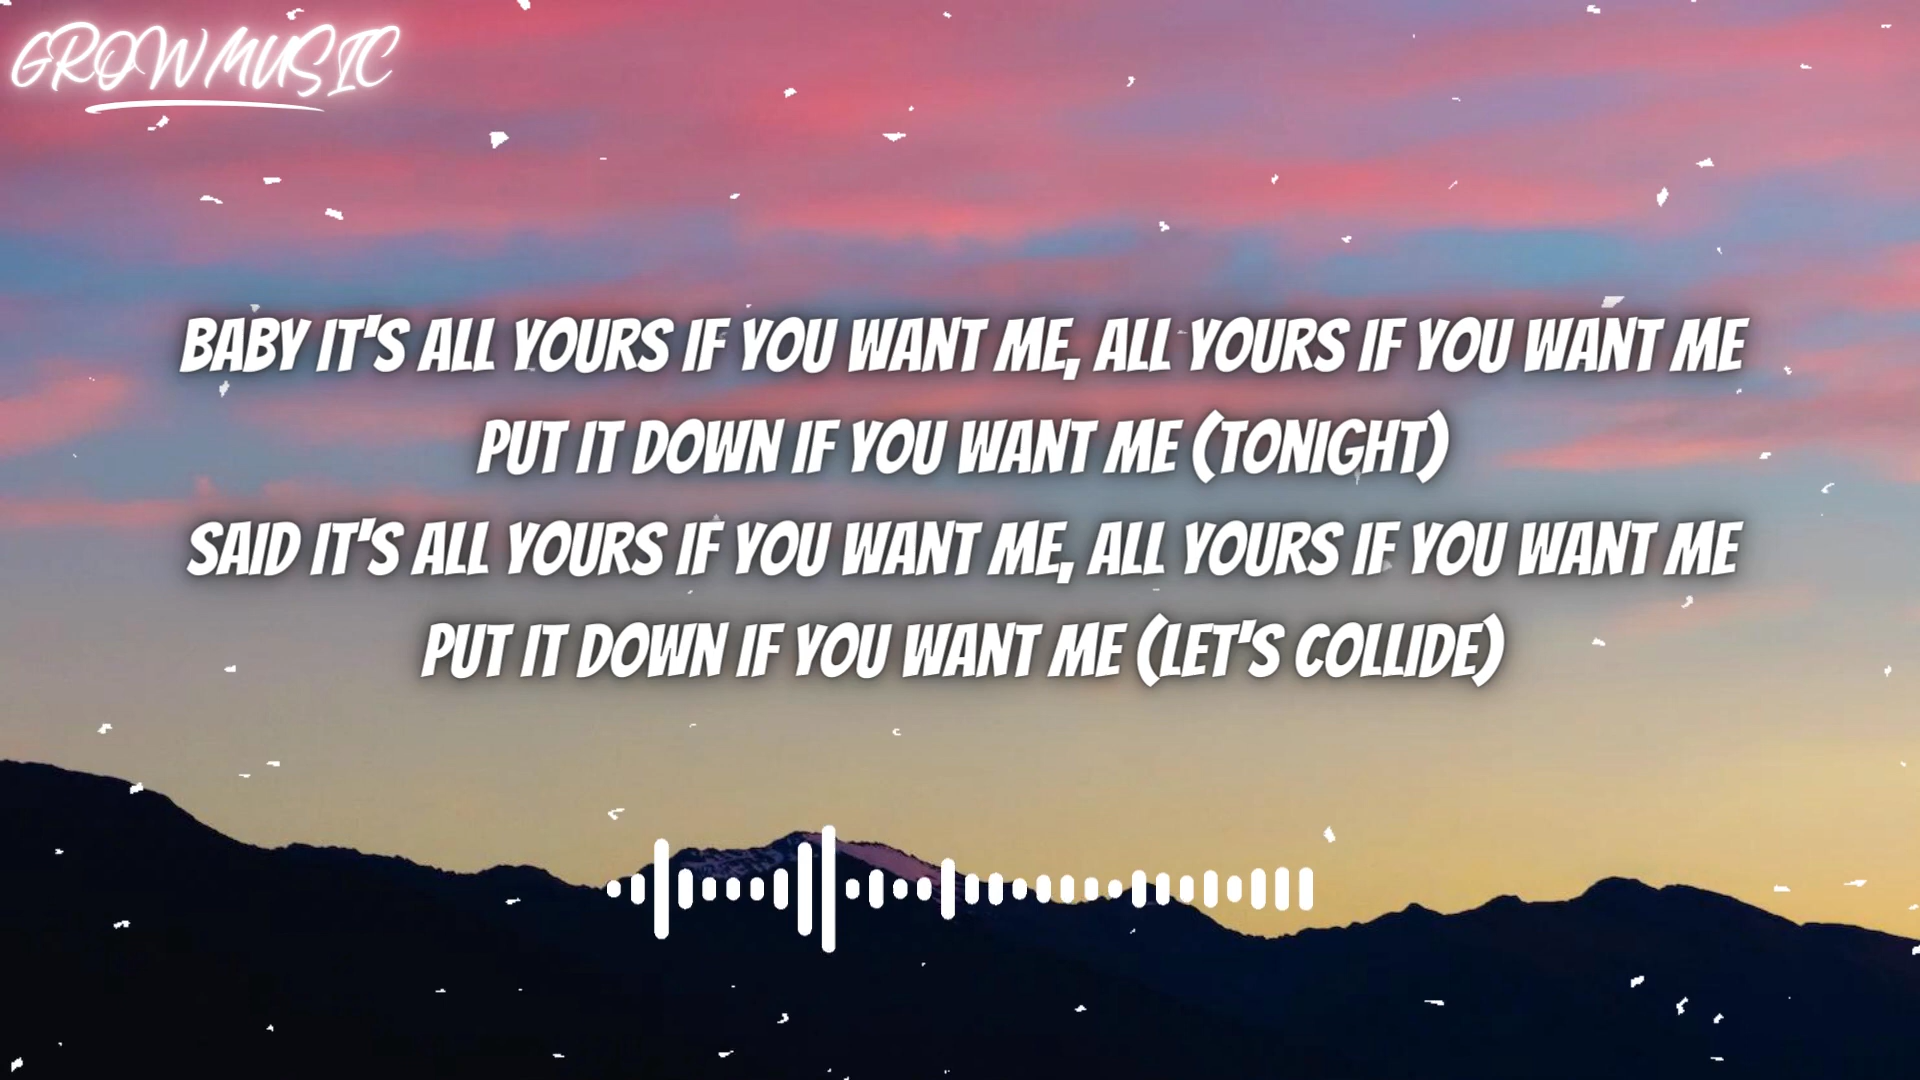 GROWMUSIC
BABY IT'S ALL YOURS IF YOU WANT ME, ALL YOURS IF YOU WANT ME
PUT IT DOWN IF YOU WANT ME (TONIGHT)
SAID IT'S ALL YOURS IF YOU WANT ME, ALL YOURS IF YOU WANT ME
PUT IT DOWN IF YOU WANT ME (LET'S COLLIDE)